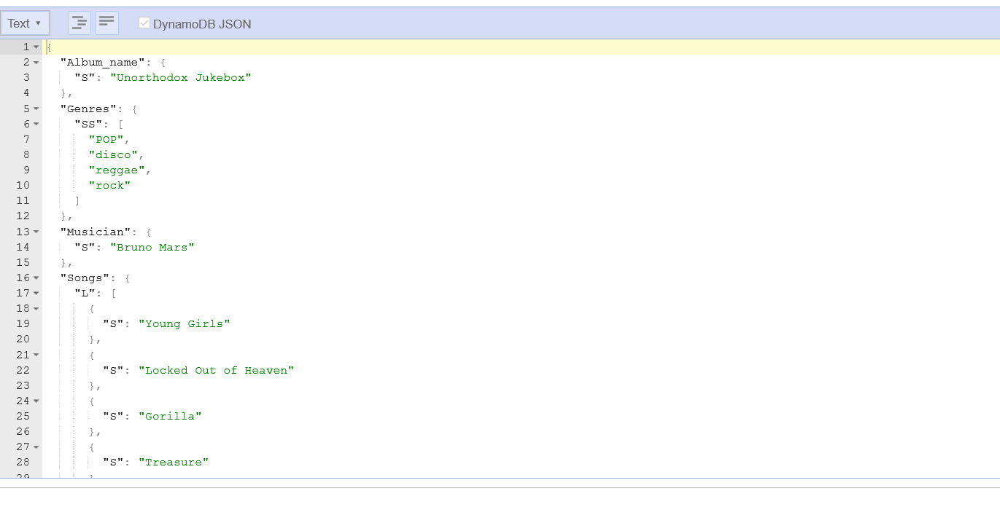 Text ▾ DynamoDB JSON
1 {
2 "Album_name": {
3 "S": "Unorthodox Jukebox"
4 },
5 "Genres": {
6 "SS": [
7 "POP",
8 "disco",
9 "reggae",
10 "rock"
11 ]
12 },
13 "Musician": {
14 "S": "Bruno Mars"
15 },
16 "Songs": {
17 "L": [
18 {
19 "S": "Young Girls"
20 },
21 {
22 "S": "Locked Out of Heaven"
23 },
24 {
25 "S": "Gorilla"
26 },
27 {
28 "S": "Treasure"